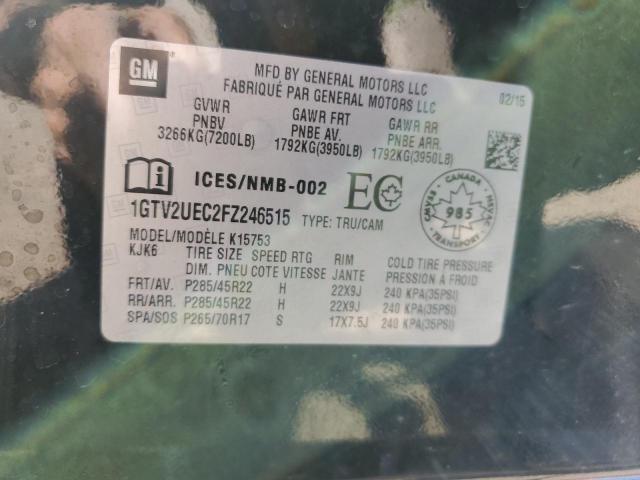 GM
MFD BY GENERAL MOTORS LLC
FABRIQUÉ PAR GENERAL MOTORS LLC
02/15
GVWR GAWR FRT GAWR RR
PNBV PNBE AV. PNBE ARR.
3266KG(7200LB) 1792KG(3950LB) 1792KG(3950LB)
ICES/NMB-002 EC
1GTV2UEC2FZ246515 TYPE: TRU/CAM
CANADA
985
TRANSPORT
MODEL/MODÈLE K15753
KJK6 TIRE SIZE SPEED RTG RIM COLD TIRE PRESSURE
DIM. PNEU COTE VITESSE JANTE PRESSION A FROID
FRT/AV. P285/45R22 H 22X9J 240 KPA(35PSI)
RR/ARR. P285/45R22 H 22X9J 240 KPA(35PSI)
SPA/SOS P265/70R17 S 17X7.5J 240 KPA(35PSI)